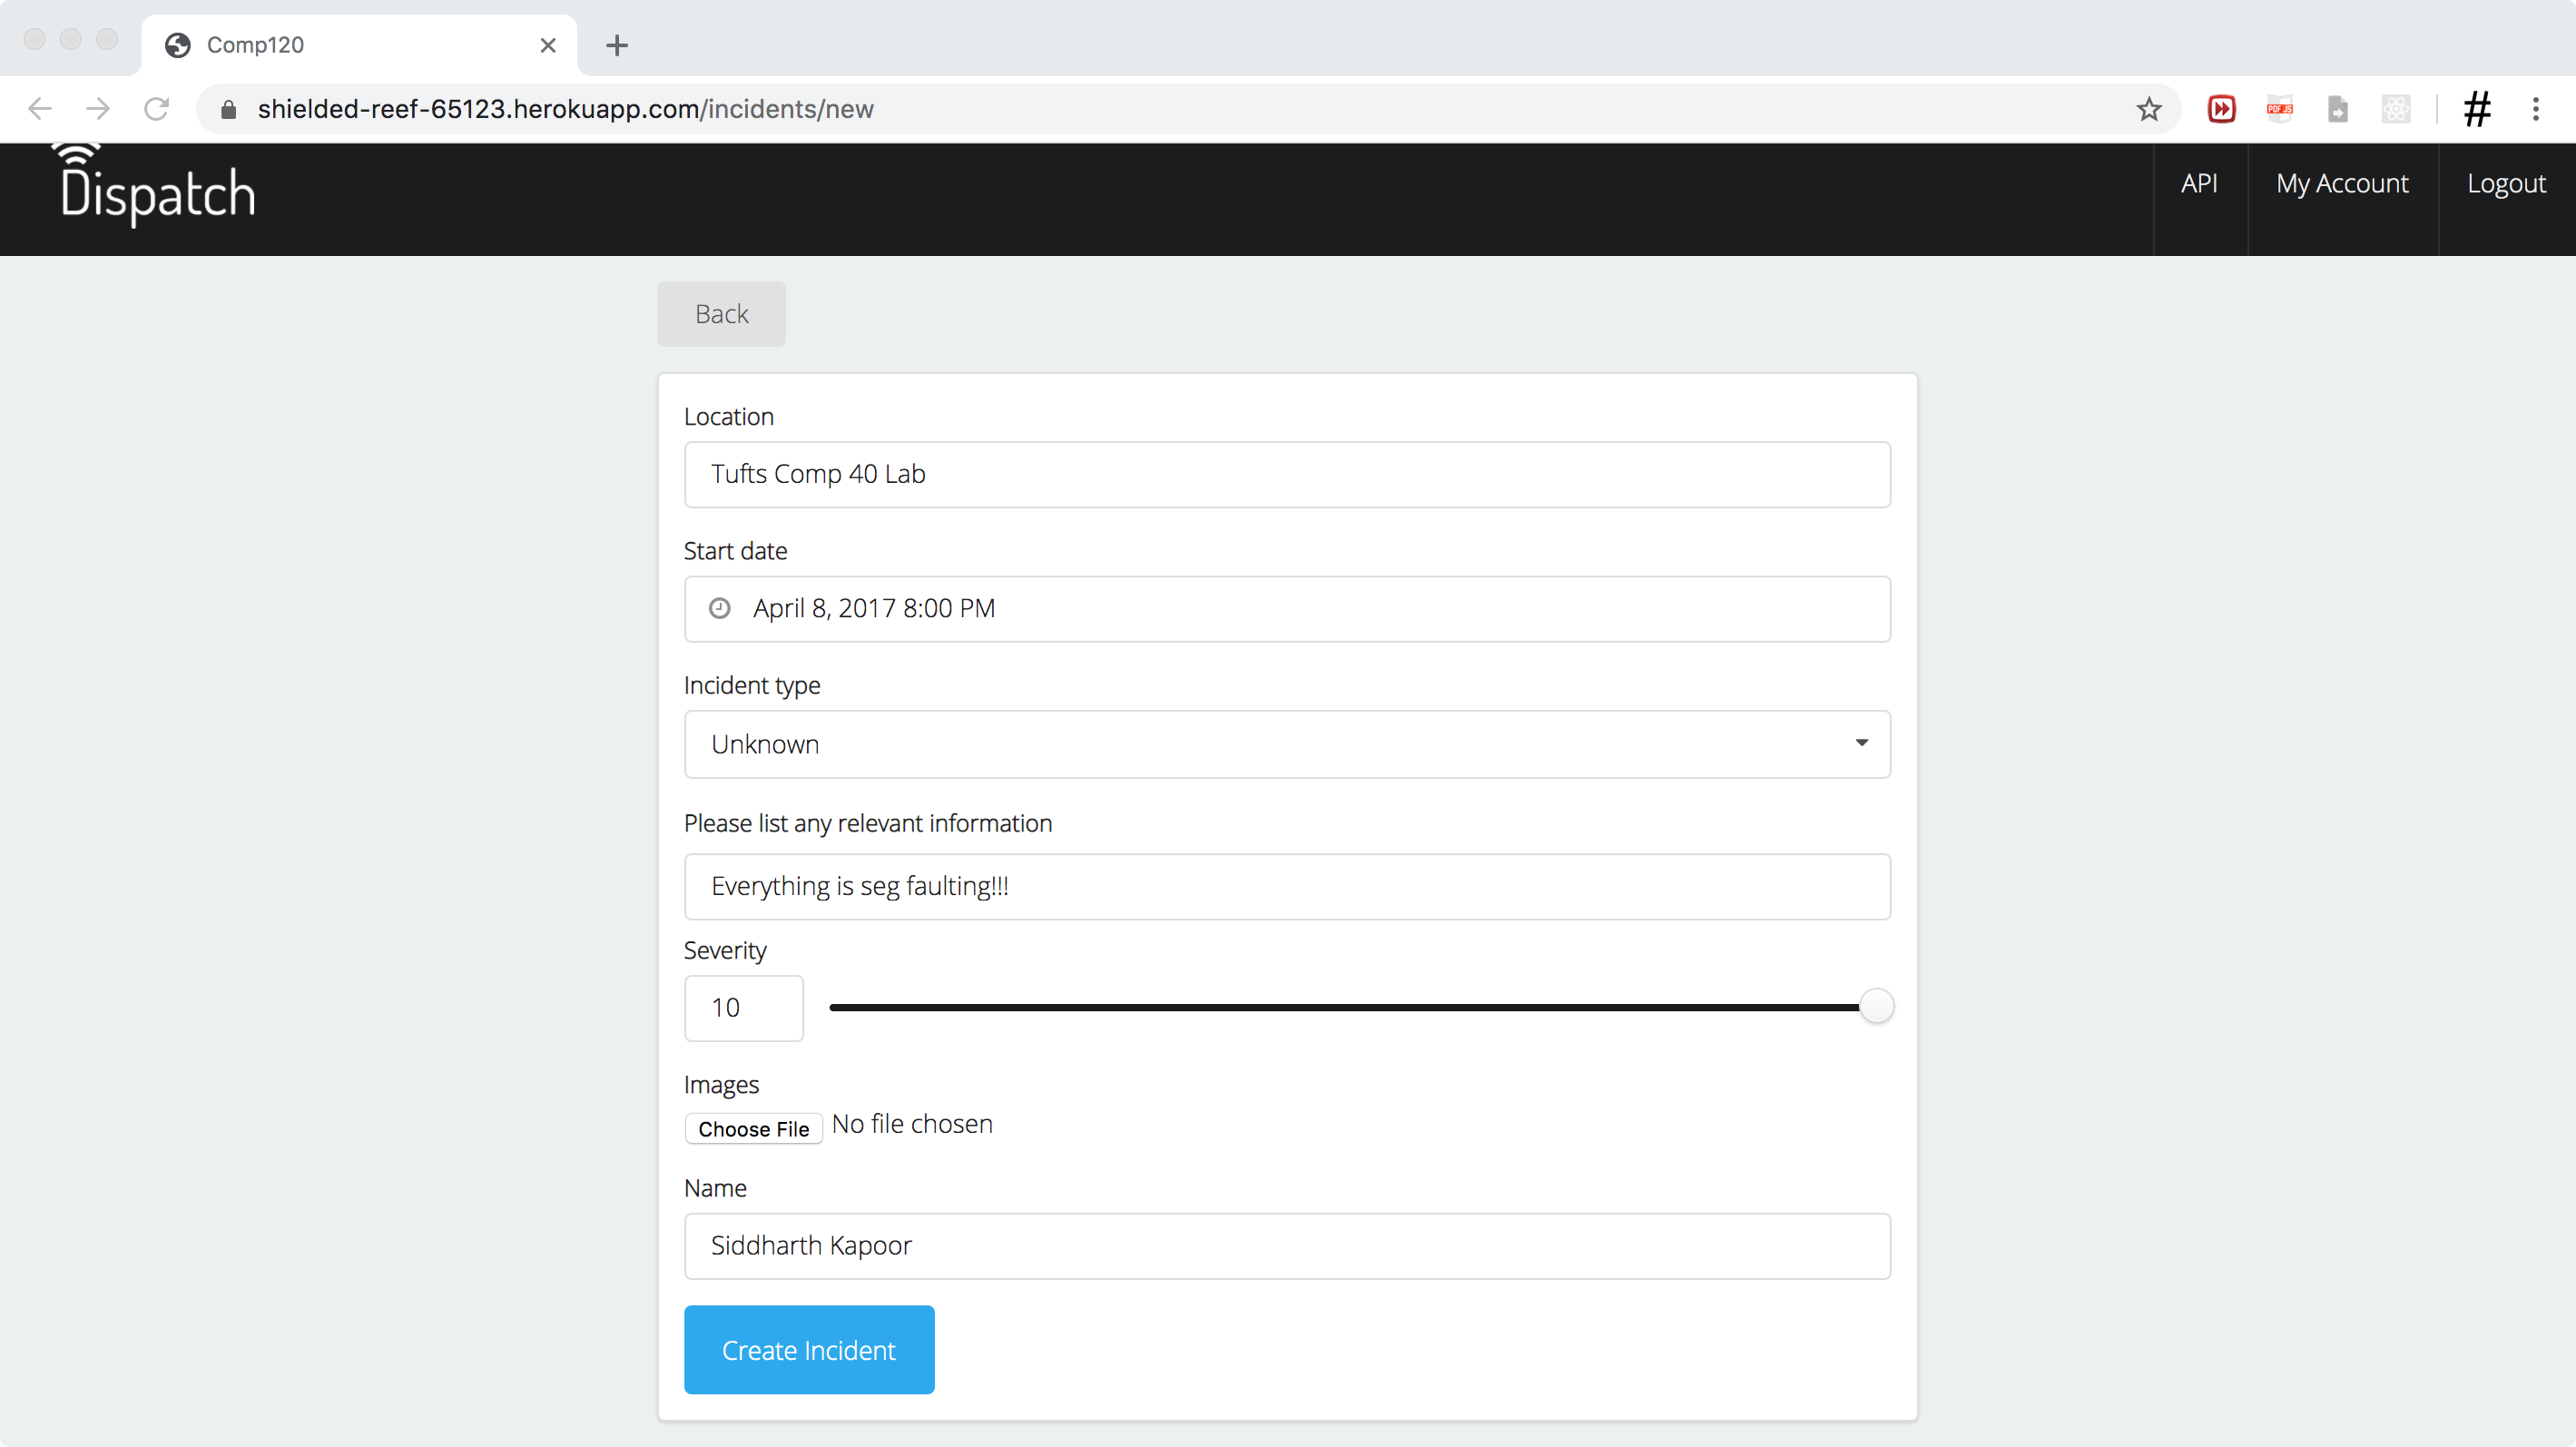 Comp120
shielded-reef-65123.herokuapp.com/incidents/new
PDF.JS
#
Dispatch
API My Account Logout
Back
Location
Tufts Comp 40 Lab
Start date
April 8, 2017 8:00 PM
Incident type
Unknown
Please list any relevant information
Everything is seg faulting!!!
Severity
10
Images
Choose File No file chosen
Name
Siddharth Kapoor
Create Incident